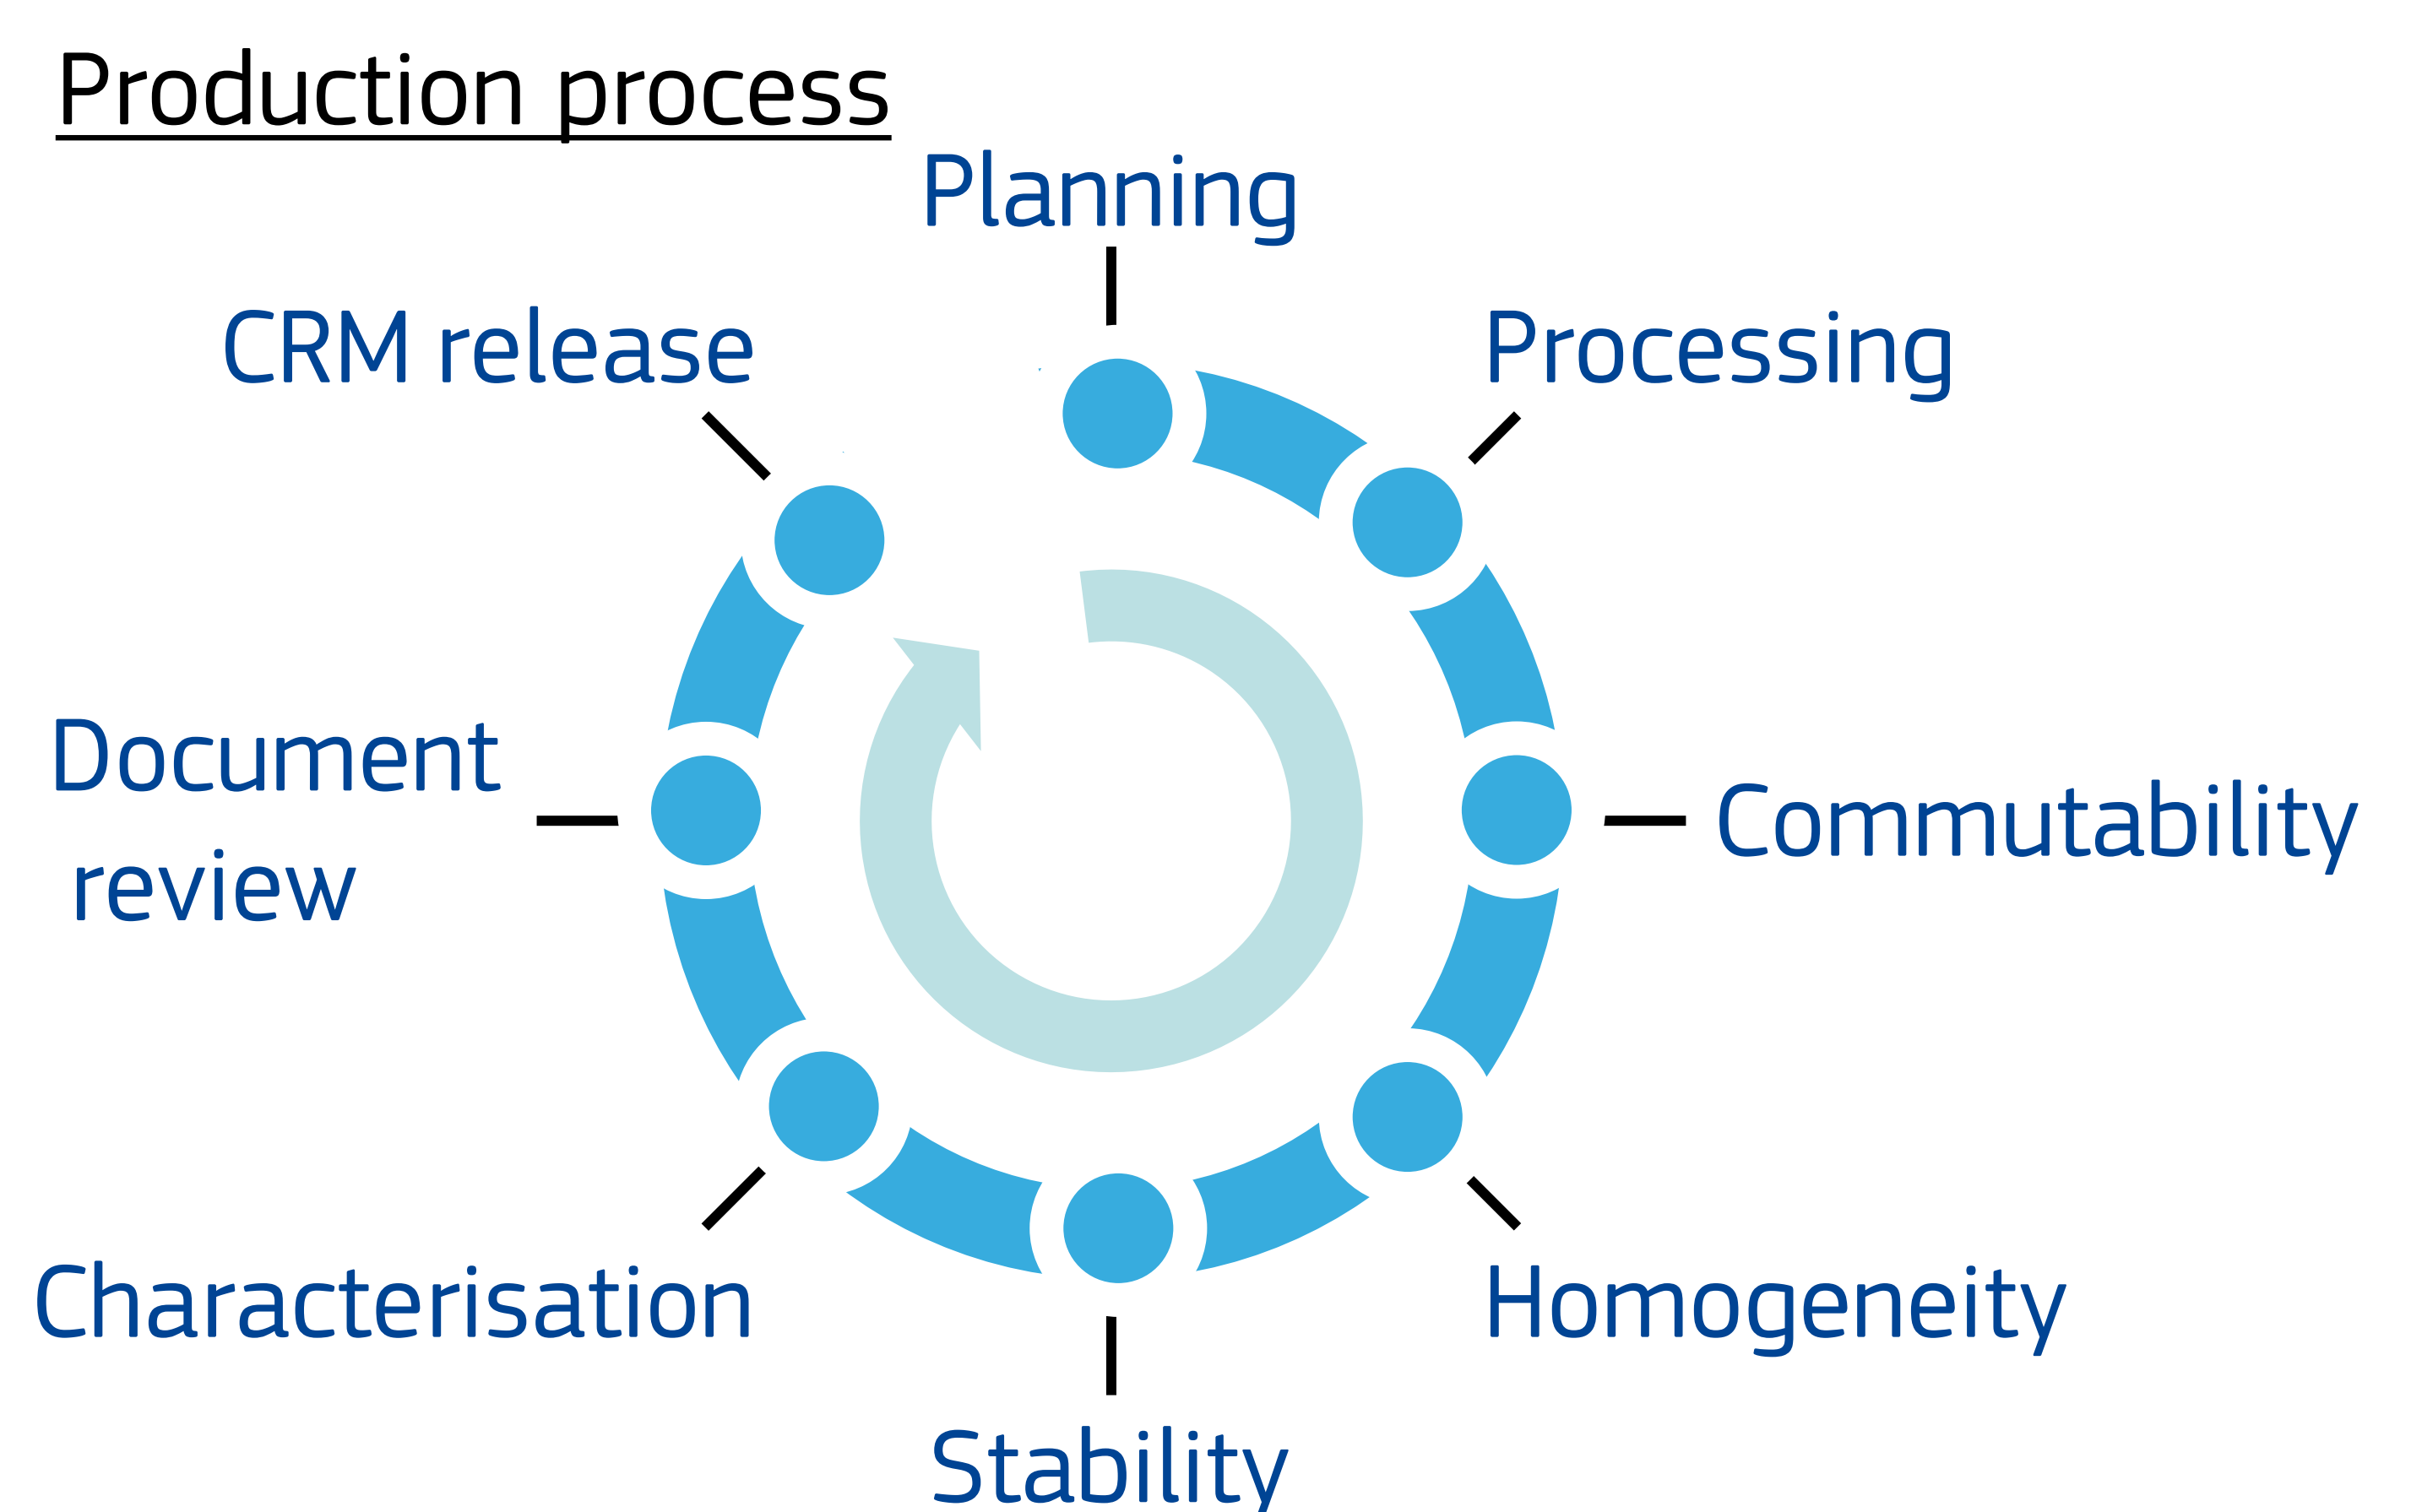 Production process
Planning
Processing
Commutability
Homogeneity
Stability
Characterisation
Document
review
CRM release